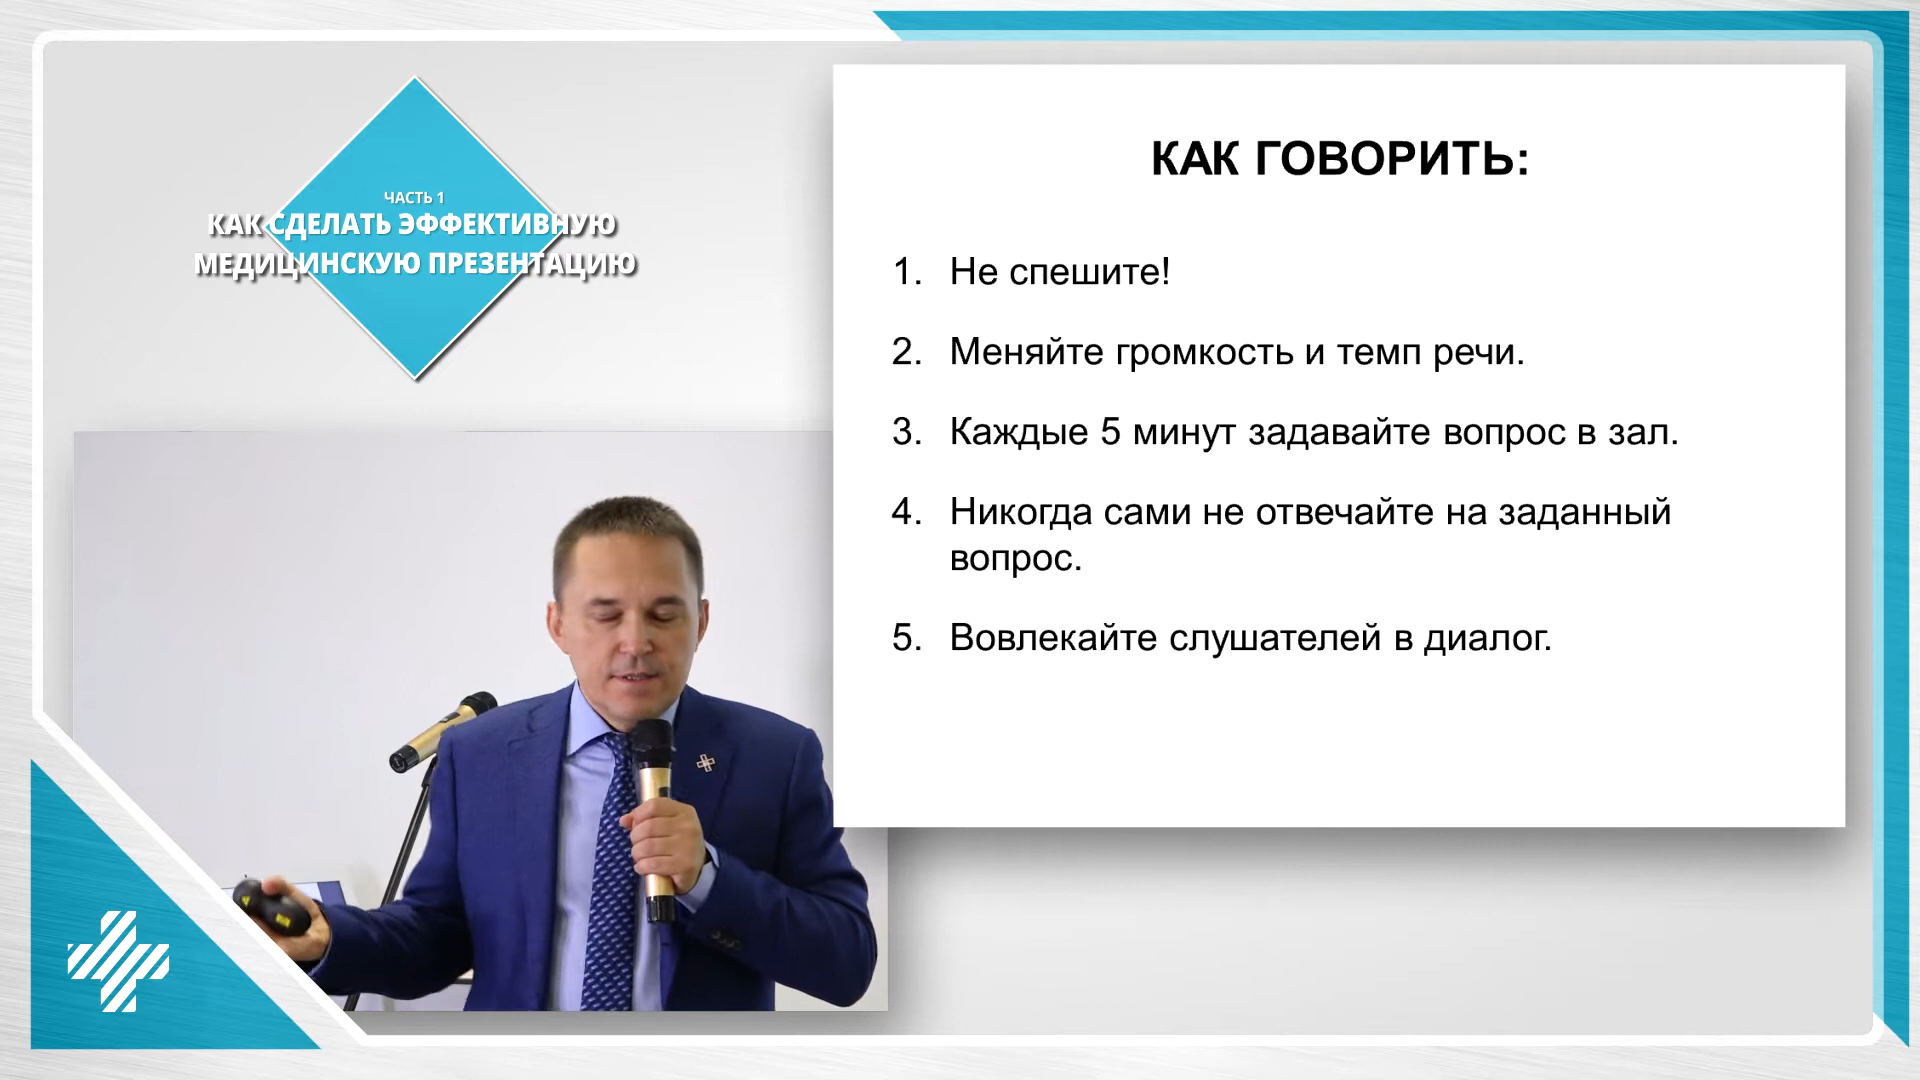 ЧАСТЬ 1
КАК СДЕЛАТЬ ЭФФЕКТИВНУЮ
МЕДИЦИНСКУЮ ПРЕЗЕНТАЦИЮ
КАК ГОВОРИТЬ:
1. Не спешите!
2. Меняйте громкость и темп речи.
3. Каждые 5 минут задавайте вопрос в зал.
4. Никогда сами не отвечайте на заданный
вопрос.
5. Вовлекайте слушателей в диалог.